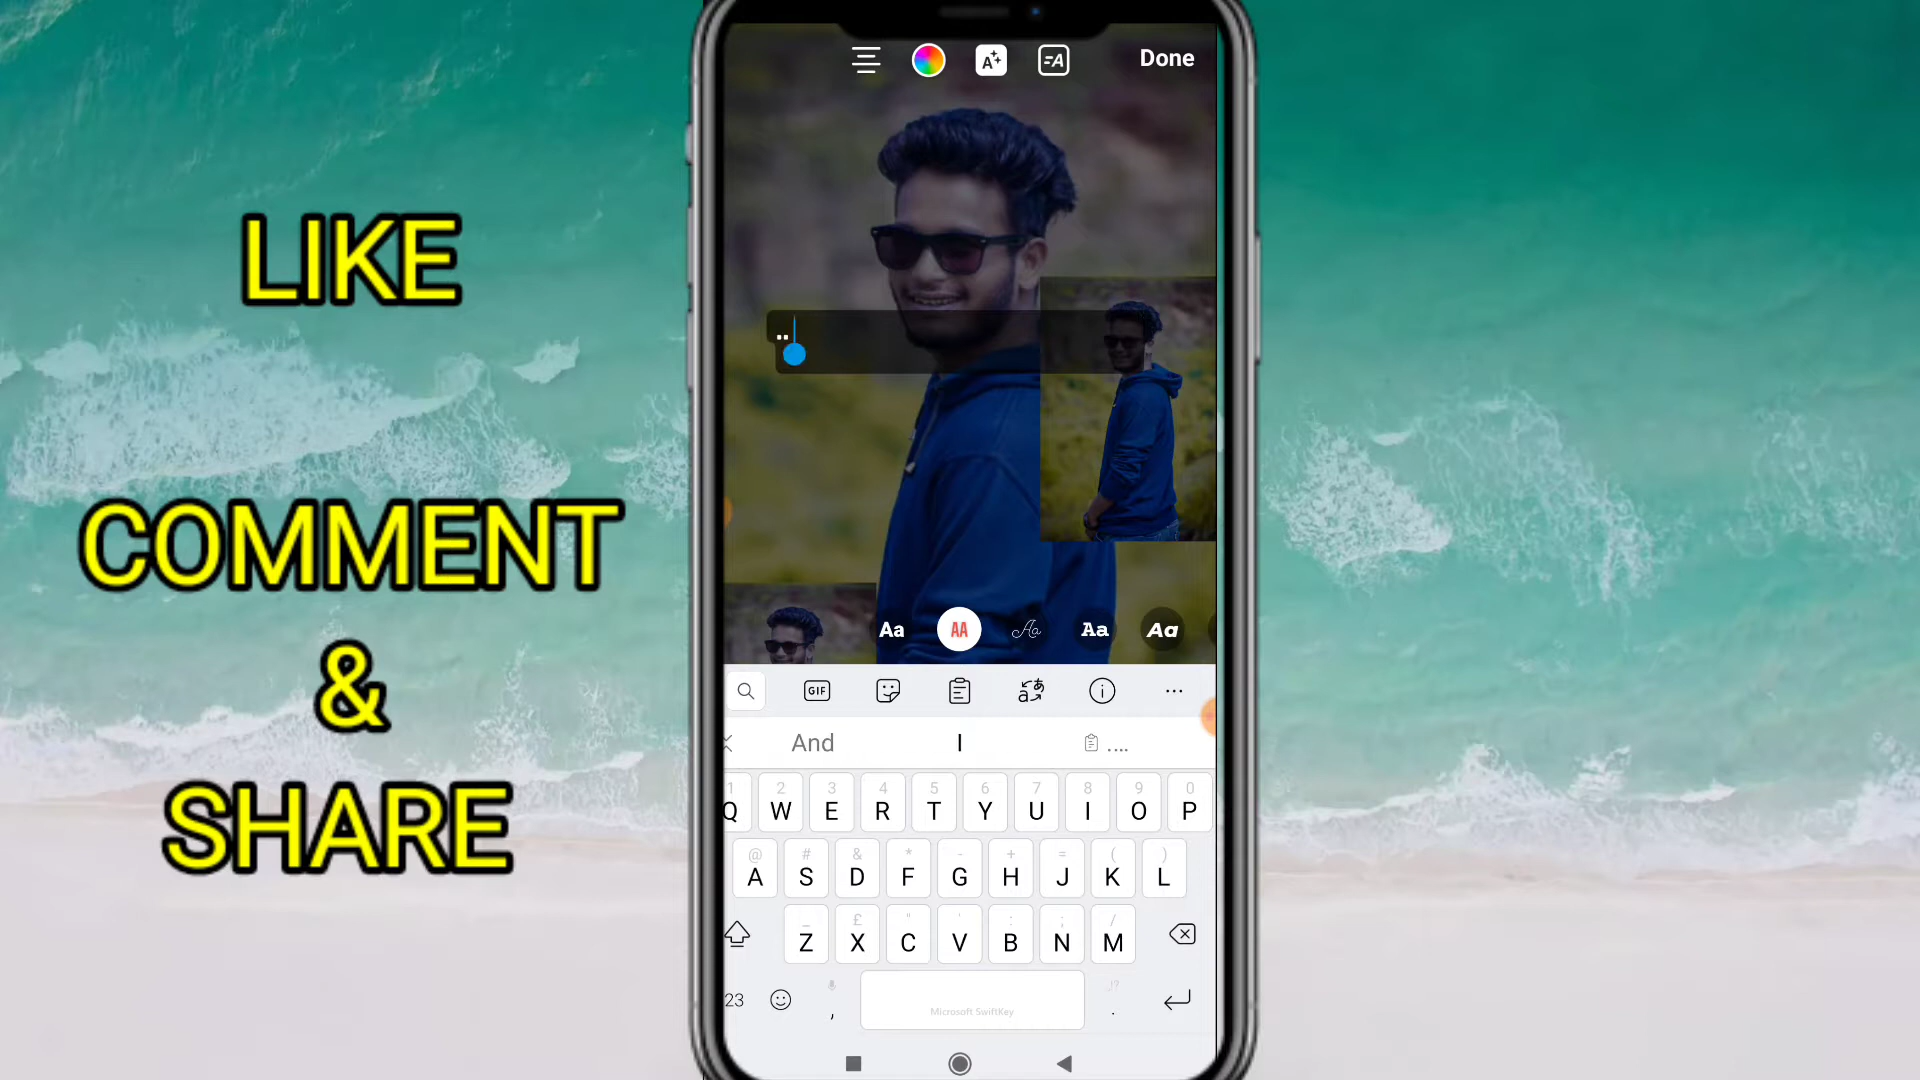 LIKE
COMMENT
&
SHARE
Done
..
Aa AA Aa Aa Aa
GIF
And I ....
1 2 3 4 5 6 7 8 9 0
Q W E R T Y U I O P
@ # & * - + = ( )
A S D F G H J K L
_ £ " ' : ; /
Z X C V B N M
23 , Microsoft SwiftKey .